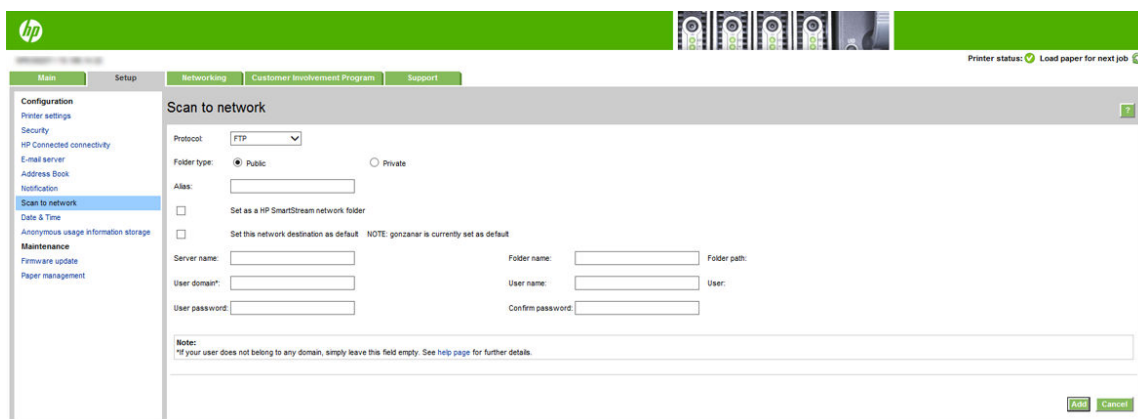 hp
Printer status: Load paper for next job
Main Setup Networking Customer Involvement Program Support
Configuration
Printer settings
Security
HP Connected connectivity
E-mail server
Address Book
Notification
Scan to network
Date & Time
Anonymous usage information storage
Maintenance
Firmware update
Paper management
Scan to network
?
Protocol: FTP
Folder type: Public Private
Alias:
Set as a HP SmartStream network folder
Set this network destination as default NOTE: gonzanar is currently set as default
Server name: Folder name: Folder path:
User domain*: User name: User:
User password: Confirm password:
Note:
*If your user does not belong to any domain, simply leave this field empty. See help page for further details.
Add Cancel